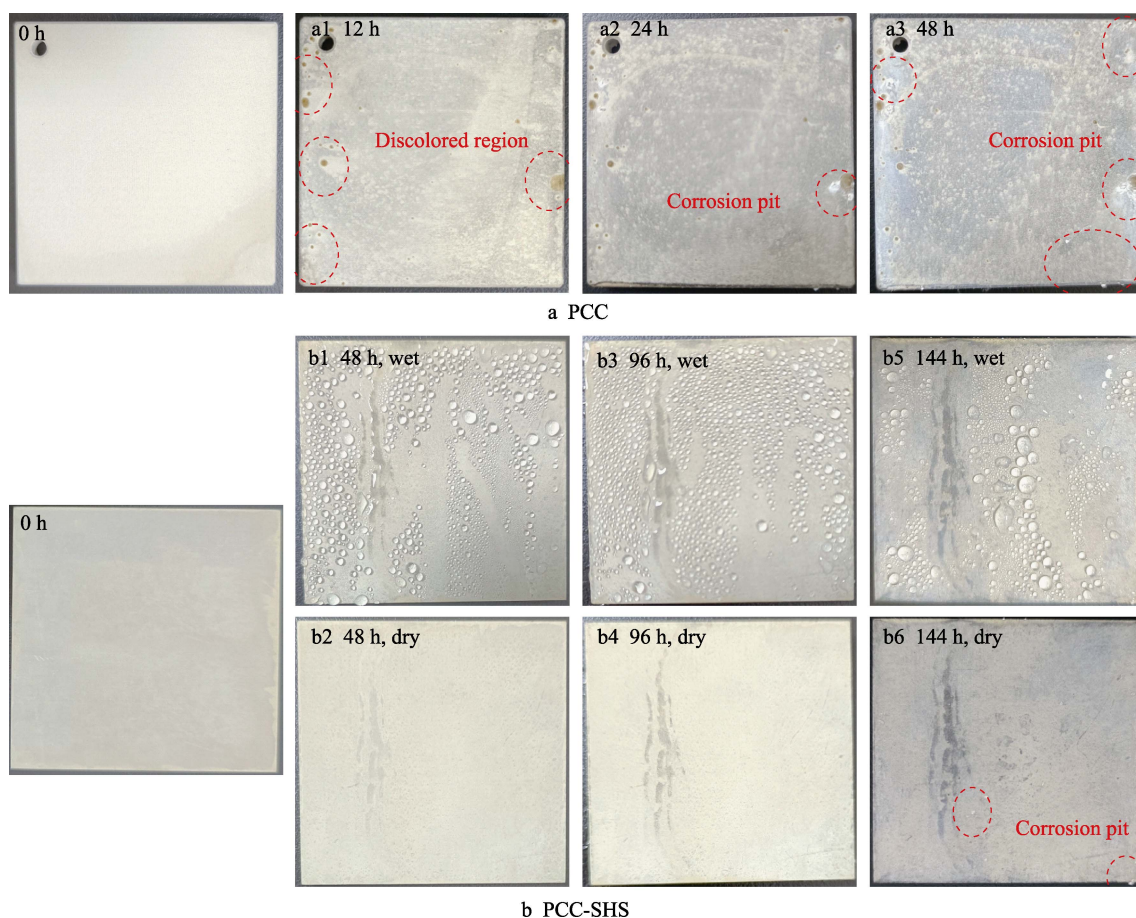 0 h
a1 12 h
a2 24 h
a3 48 h
Discolored region
Corrosion pit
Corrosion pit
a PCC
b1 48 h, wet
b3 96 h, wet
b5 144 h, wet
0 h
b2 48 h, dry
b4 96 h, dry
b6 144 h, dry
Corrosion pit
b PCC-SHS